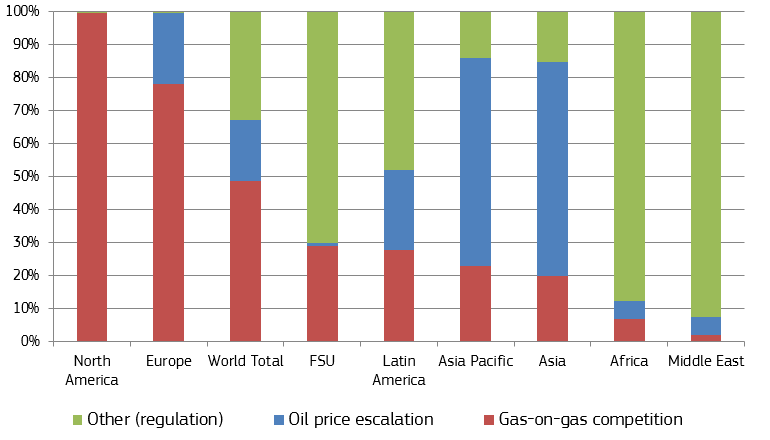 100%
90%
80%
70%
60%
50%
40%
30%
20%
10%
0%
North America
Europe
World Total
FSU
Latin America
Asia Pacific
Asia
Africa
Middle East
Other (regulation)
Oil price escalation
Gas-on-gas competition